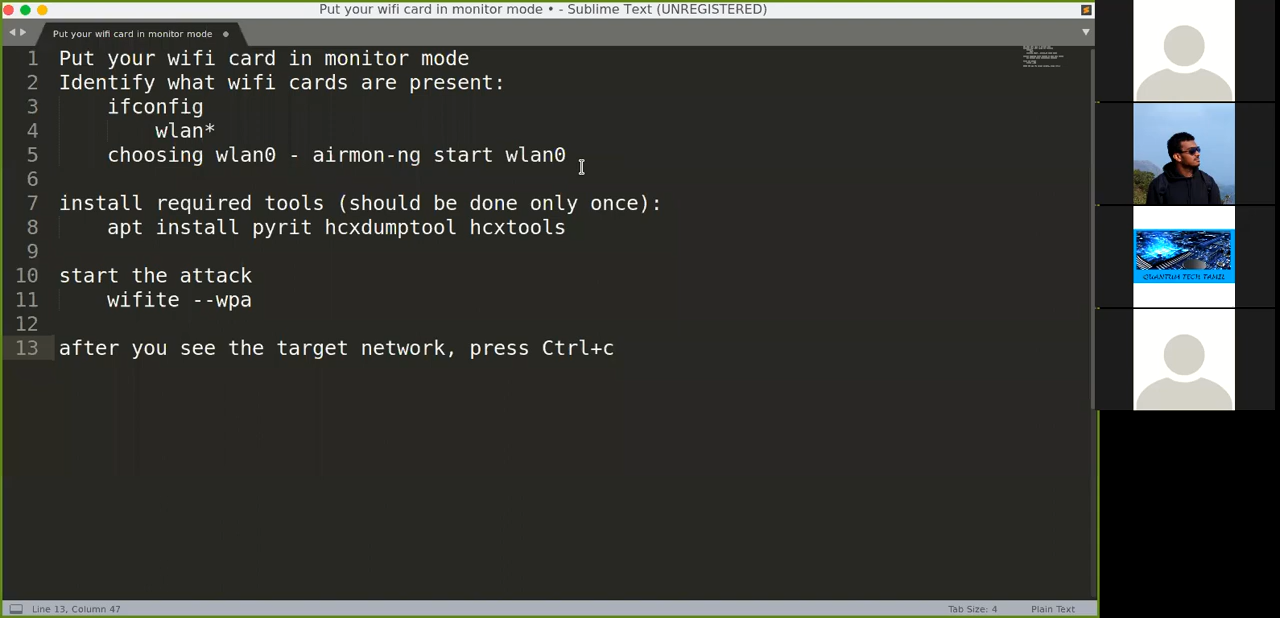 Put your wifi card in monitor mode • - Sublime Text (UNREGISTERED)
Put your wifi card in monitor mode
1 Put your wifi card in monitor mode
2 Identify what wifi cards are present:
3 ifconfig
4 wlan*
5 choosing wlan0 - airmon-ng start wlan0
6
7 install required tools (should be done only once):
8 apt install pyrit hcxdumptool hcxtools
9
10 start the attack
11 wifite --wpa
12
13 after you see the target network, press Ctrl+c
QUANTUM TECH TAMIL
Line 13, Column 47
Tab Size: 4
Plain Text